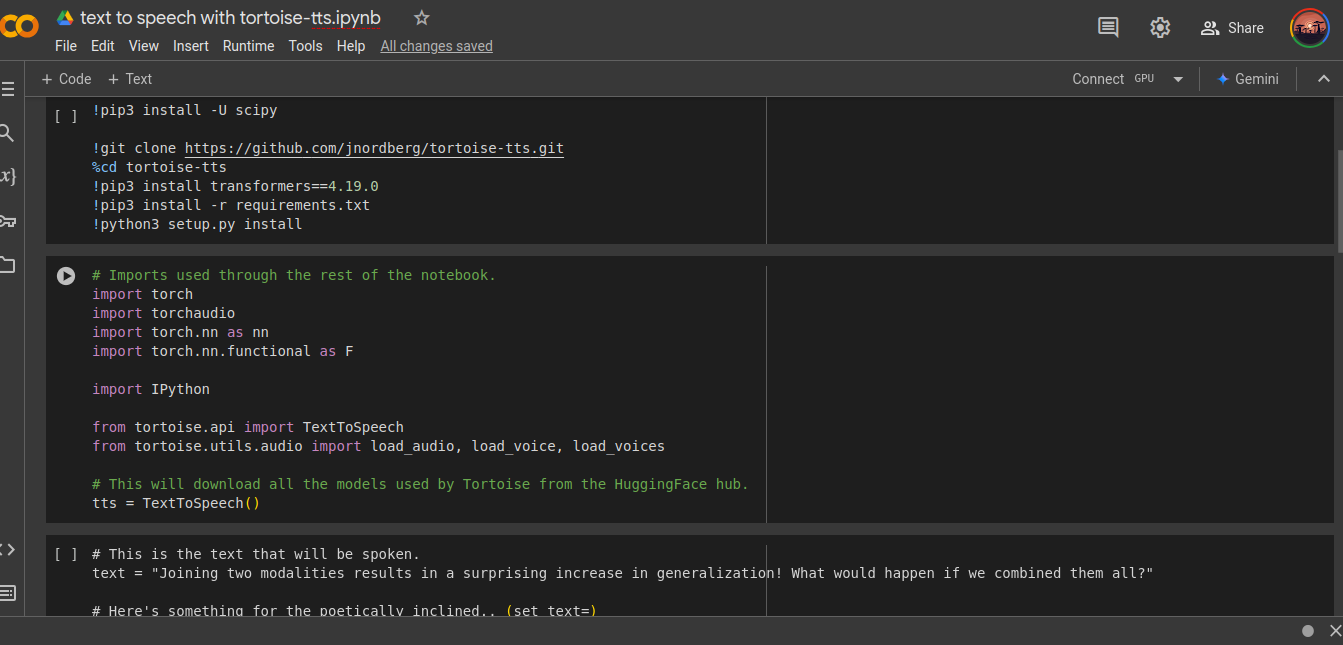 text to speech with tortoise-tts.ipynb
File Edit View Insert Runtime Tools Help All changes saved
Share
+ Code + Text
Connect GPU
Gemini
[ ] !pip3 install -U scipy
!git clone https://github.com/jnordberg/tortoise-tts.git
%cd tortoise-tts
!pip3 install transformers==4.19.0
!pip3 install -r requirements.txt
!python3 setup.py install
# Imports used through the rest of the notebook.
import torch
import torchaudio
import torch.nn as nn
import torch.nn.functional as F
import IPython
from tortoise.api import TextToSpeech
from tortoise.utils.audio import load_audio, load_voice, load_voices
# This will download all the models used by Tortoise from the HuggingFace hub.
tts = TextToSpeech()
[ ] # This is the text that will be spoken.
text = "Joining two modalities results in a surprising increase in generalization! What would happen if we combined them all?"
# Here's something for the poetically inclined.. (set text=)